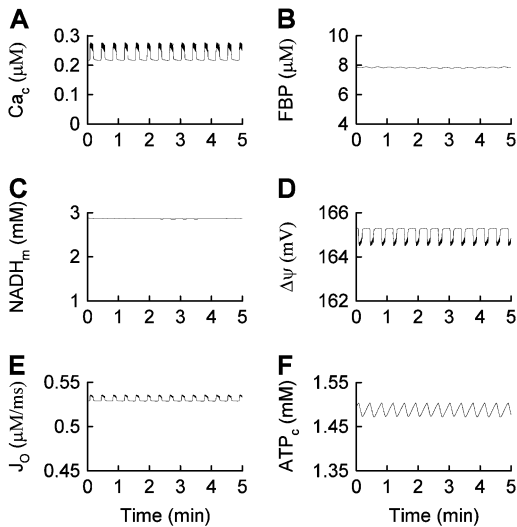 A
B
0.3
0.2
0.1
0
Ca_c (μM)
0 1 2 3 4 5
10
8
6
4
FBP (μM)
0 1 2 3 4 5
C
D
3
2
1
NADH_m (mM)
0 1 2 3 4 5
166
164
162
Δψ (mV)
0 1 2 3 4 5
E
F
0.55
0.5
0.45
J_O (μM/ms)
0 1 2 3 4 5
Time (min)
1.55
1.45
1.35
ATP_c (mM)
0 1 2 3 4 5
Time (min)